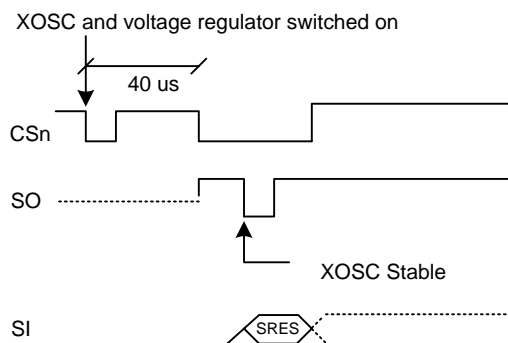 XOSC and voltage regulator switched on
40 us
CSn
SO
XOSC Stable
SI
SRES